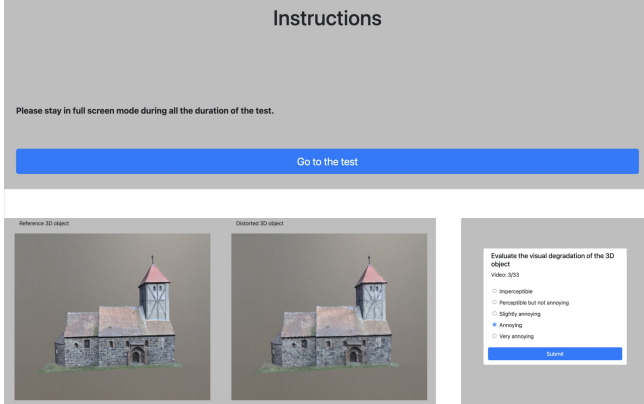 Instructions
Please stay in full screen mode during all the duration of the test.
Go to the test
Reference 3D object
Distorted 3D object
Evaluate the visual degradation of the 3D
object
Video: 3/33
Imperceptible
Perceptible but not annoying
Slightly annoying
Annoying
Very annoying
Submit